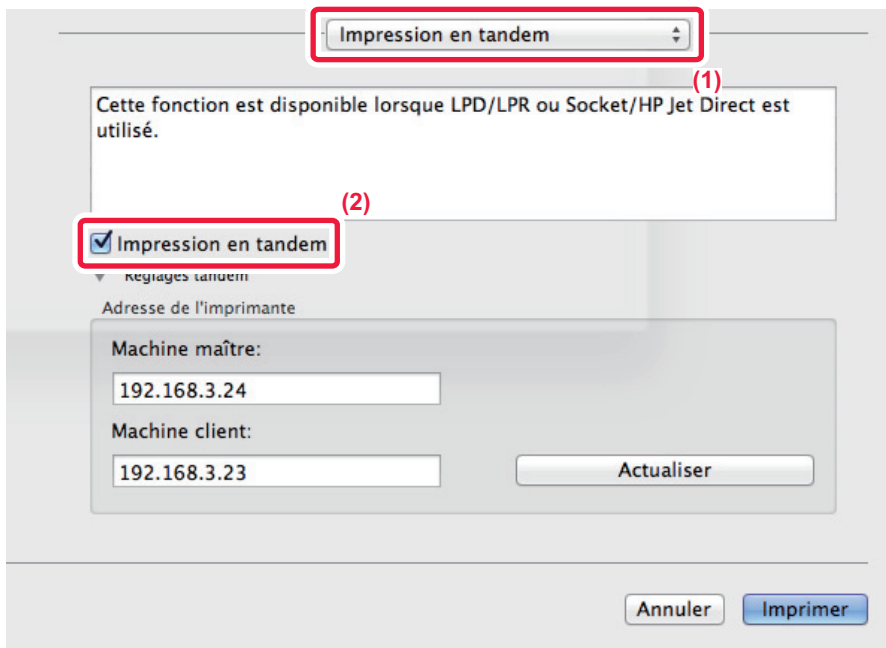 Impression en tandem
(1)
Cette fonction est disponible lorsque LPD/LPR ou Socket/HP Jet Direct est
utilisé.
(2)
Impression en tandem
Réglages tandem
Adresse de l'imprimante
Machine maître:
192.168.3.24
Machine client:
192.168.3.23
Actualiser
Annuler
Imprimer